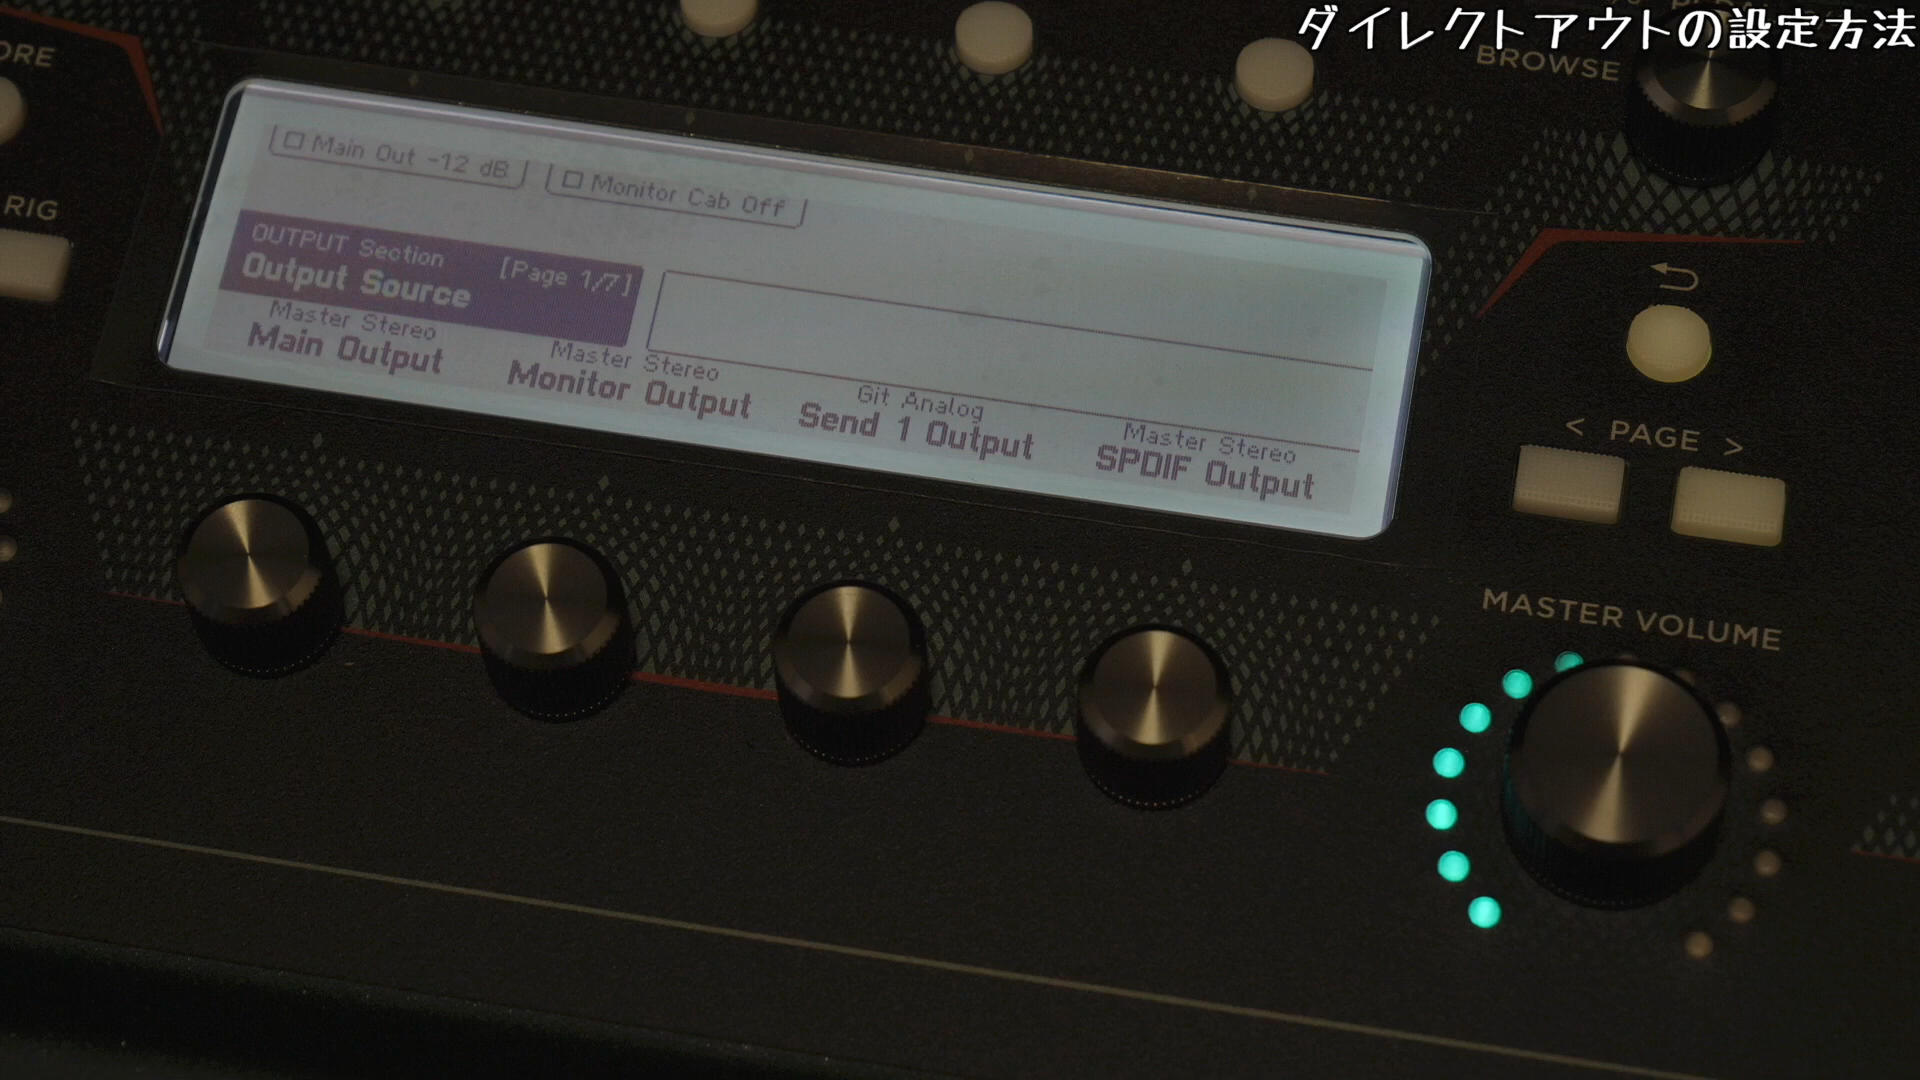 ダイレクトアウトの設定方法
BROWSE
ORE
RIG
Main Out -12 dB
Monitor Cab Off
OUTPUT Section [Page 1/7]
Output Source
Master Stereo
Main Output
Master Stereo
Monitor Output
Git Analog
Send 1 Output
Master Stereo
SPDIF Output
< PAGE >
MASTER VOLUME